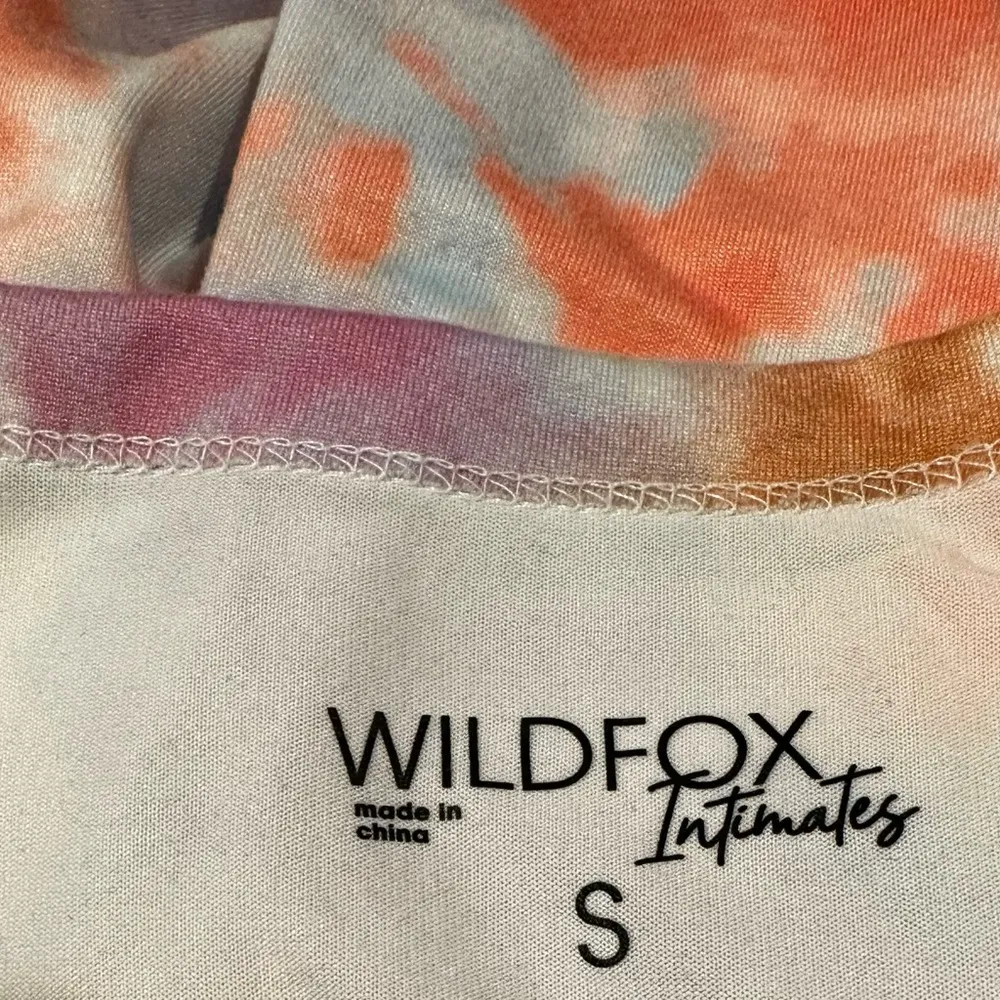 WILDFOX
Intimates
made in
china
S